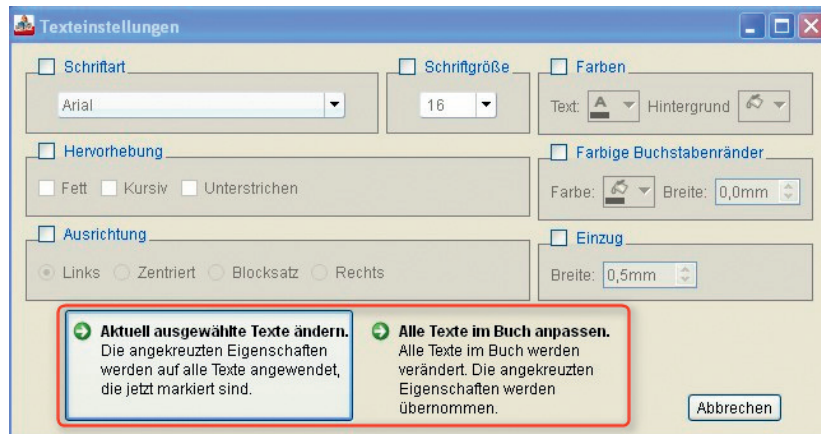 Texteinstellungen
Schriftart
Schriftgröße
Farben
Arial
16
Text: A Hintergrund
Hervorhebung
Farbige Buchstabenränder
Fett Kursiv Unterstrichen
Farbe: Breite: 0,0mm
Ausrichtung
Einzug
Links Zentriert Blocksatz Rechts
Breite: 0,5mm
Aktuell ausgewählte Texte ändern.
Die angekreuzten Eigenschaften
werden auf alle Texte angewendet,
die jetzt markiert sind.
Alle Texte im Buch anpassen.
Alle Texte im Buch werden
verändert. Die angekreuzten
Eigenschaften werden
übernommen.
Abbrechen